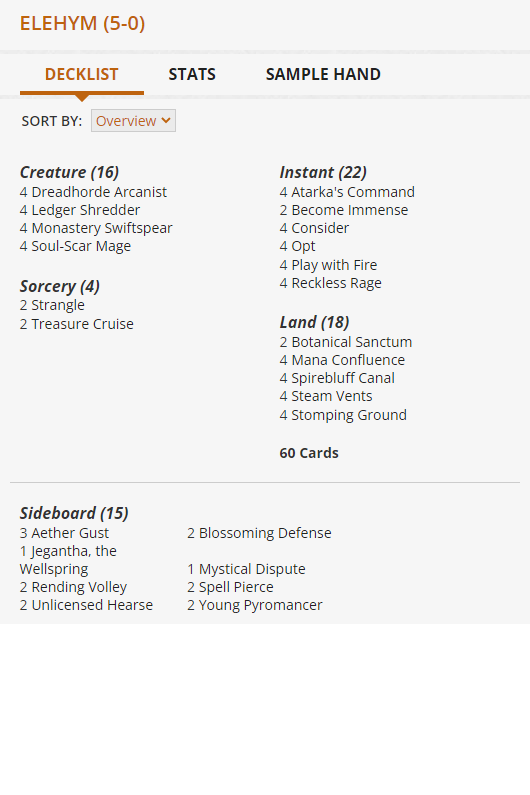 ELEHYM (5-0)
DECKLIST STATS SAMPLE HAND
SORT BY: Overview
Creature (16)
4 Dreadhorde Arcanist
4 Ledger Shredder
4 Monastery Swiftspear
4 Soul-Scar Mage
Sorcery (4)
2 Strangle
2 Treasure Cruise
Instant (22)
4 Atarka's Command
2 Become Immense
4 Consider
4 Opt
4 Play with Fire
4 Reckless Rage
Land (18)
2 Botanical Sanctum
4 Mana Confluence
4 Spirebluff Canal
4 Steam Vents
4 Stomping Ground
60 Cards
Sideboard (15)
3 Aether Gust
1 Jegantha, the
Wellspring
2 Rending Volley
2 Unlicensed Hearse
2 Blossoming Defense
1 Mystical Dispute
2 Spell Pierce
2 Young Pyromancer